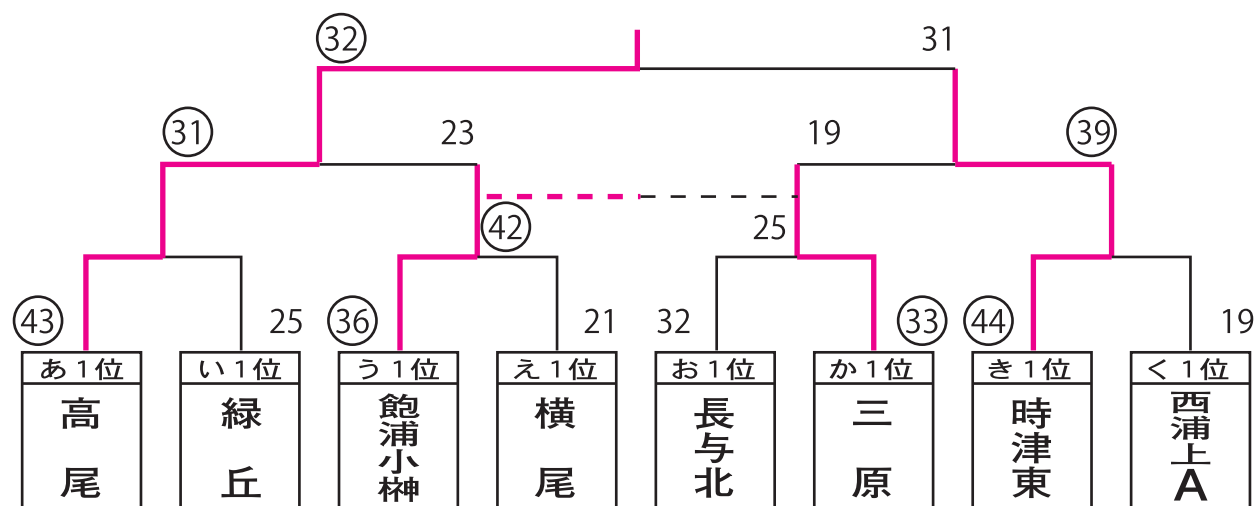 ㉜ 31
㉛ 23 19 ㊴
㊷ 25
㊸ 25 ㊱ 21 32 ㉝ ㊹ 19
あ1位 い1位 う1位 え1位 お1位 か1位 き1位 く1位
高尾 緑丘 飽浦小榊 横尾 長与北 三原 時津東 西浦上A